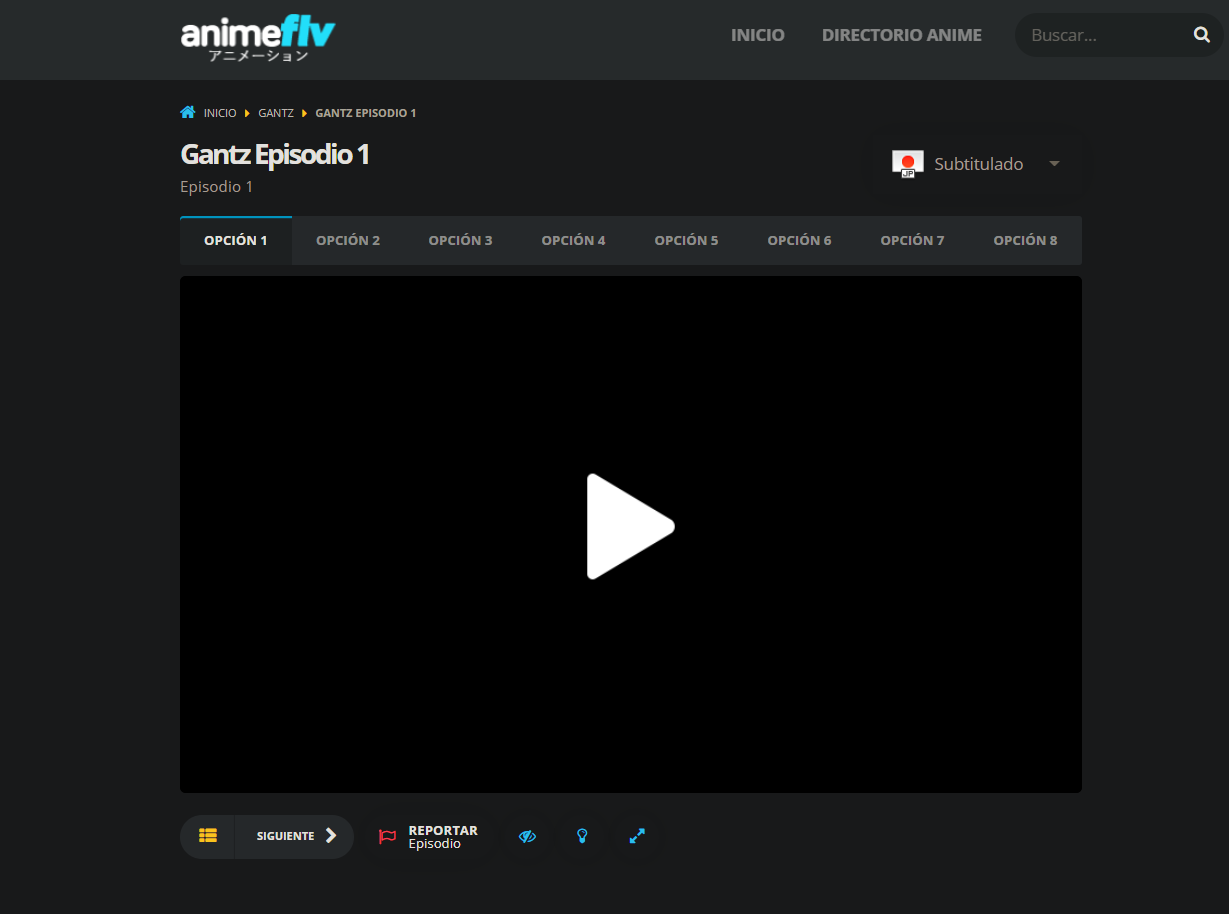 animeflv
アニメーション
INICIO
DIRECTORIO ANIME
Buscar...
INICIO GANTZ GANTZ EPISODIO 1
Gantz Episodio 1
Episodio 1
JP
Subtitulado
OPCIÓN 1 OPCIÓN 2 OPCIÓN 3 OPCIÓN 4 OPCIÓN 5 OPCIÓN 6 OPCIÓN 7 OPCIÓN 8
SIGUIENTE
REPORTAR
Episodio